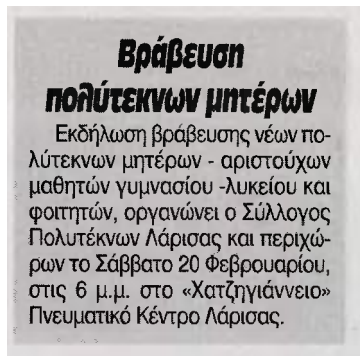 Βράβευση
πολύτεκνων μητέρων
Εκδήλωση βράβευσης νέων πο-
λύτεκνων μητέρων - αριστούχων
μαθητών γυμνασίου -λυκείου και
φοιτητών, οργανώνει ο Σύλλογος
Πολυτέκνων Λάρισας και περιχώ-
ρων το Σάββατο 20 Φεβρουαρίου,
στις 6 μ.μ. στο «Χατζηγιάννειο»
Πνευματικό Κέντρο Λάρισας.